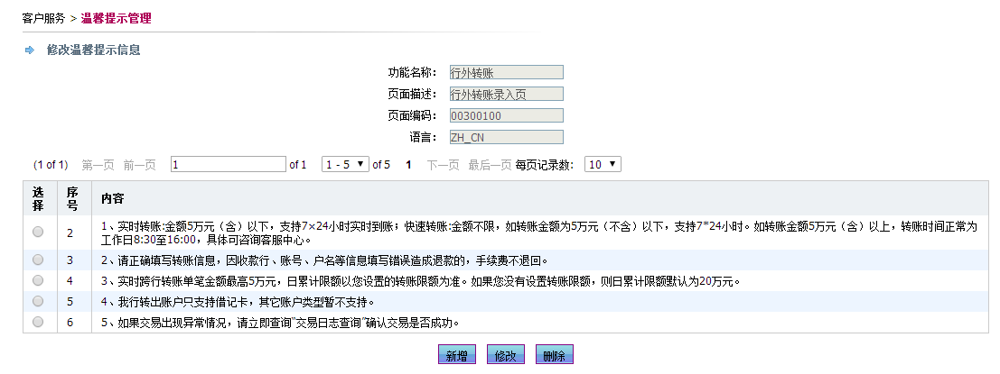 客户服务 > 温馨提示管理
修改温馨提示信息
功能名称: 行外转账
页面描述: 行外转账录入页
页面编码: 00300100
语言: ZH_CN
(1 of 1) 第一页 前一页 1 of 1 1 - 5 of 5 1 下一页 最后一页 每页记录数: 10
选择 序号 内容
2 1、实时转账:金额5万元（含）以下，支持7×24小时实时到账；快速转账:金额不限，如转账金额为5万元（不含）以下，支持7*24小时。如转账金额5万元（含）以上，转账时间正常为
工作日8:30至16:00，具体可咨询客服中心。
3 2、请正确填写转账信息，因收款行、账号、户名等信息填写错误造成退款的，手续费不退回。
4 3、实时跨行转账单笔金额最高5万元，日累计限额以您设置的转账限额为准。如果您没有设置转账限额，则日累计限额默认为20万元。
5 4、我行转出账户只支持借记卡，其它账户类型暂不支持。
6 5、如果交易出现异常情况，请立即查询“交易日志查询”确认交易是否成功。
新增 修改 删除